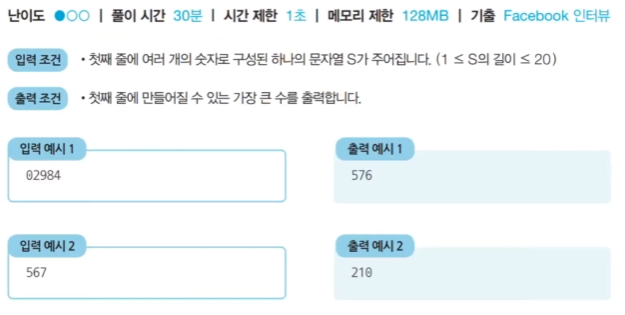 난이도 ●○○ | 풀이 시간 30분 | 시간 제한 1초 | 메모리 제한 128MB | 기출 Facebook 인터뷰
입력 조건 • 첫째 줄에 여러 개의 숫자로 구성된 하나의 문자열 S가 주어집니다. (1 ≤ S의 길이 ≤ 20)
출력 조건 • 첫째 줄에 만들어질 수 있는 가장 큰 수를 출력합니다.
입력 예시 1
02984
출력 예시 1
576
입력 예시 2
567
출력 예시 2
210